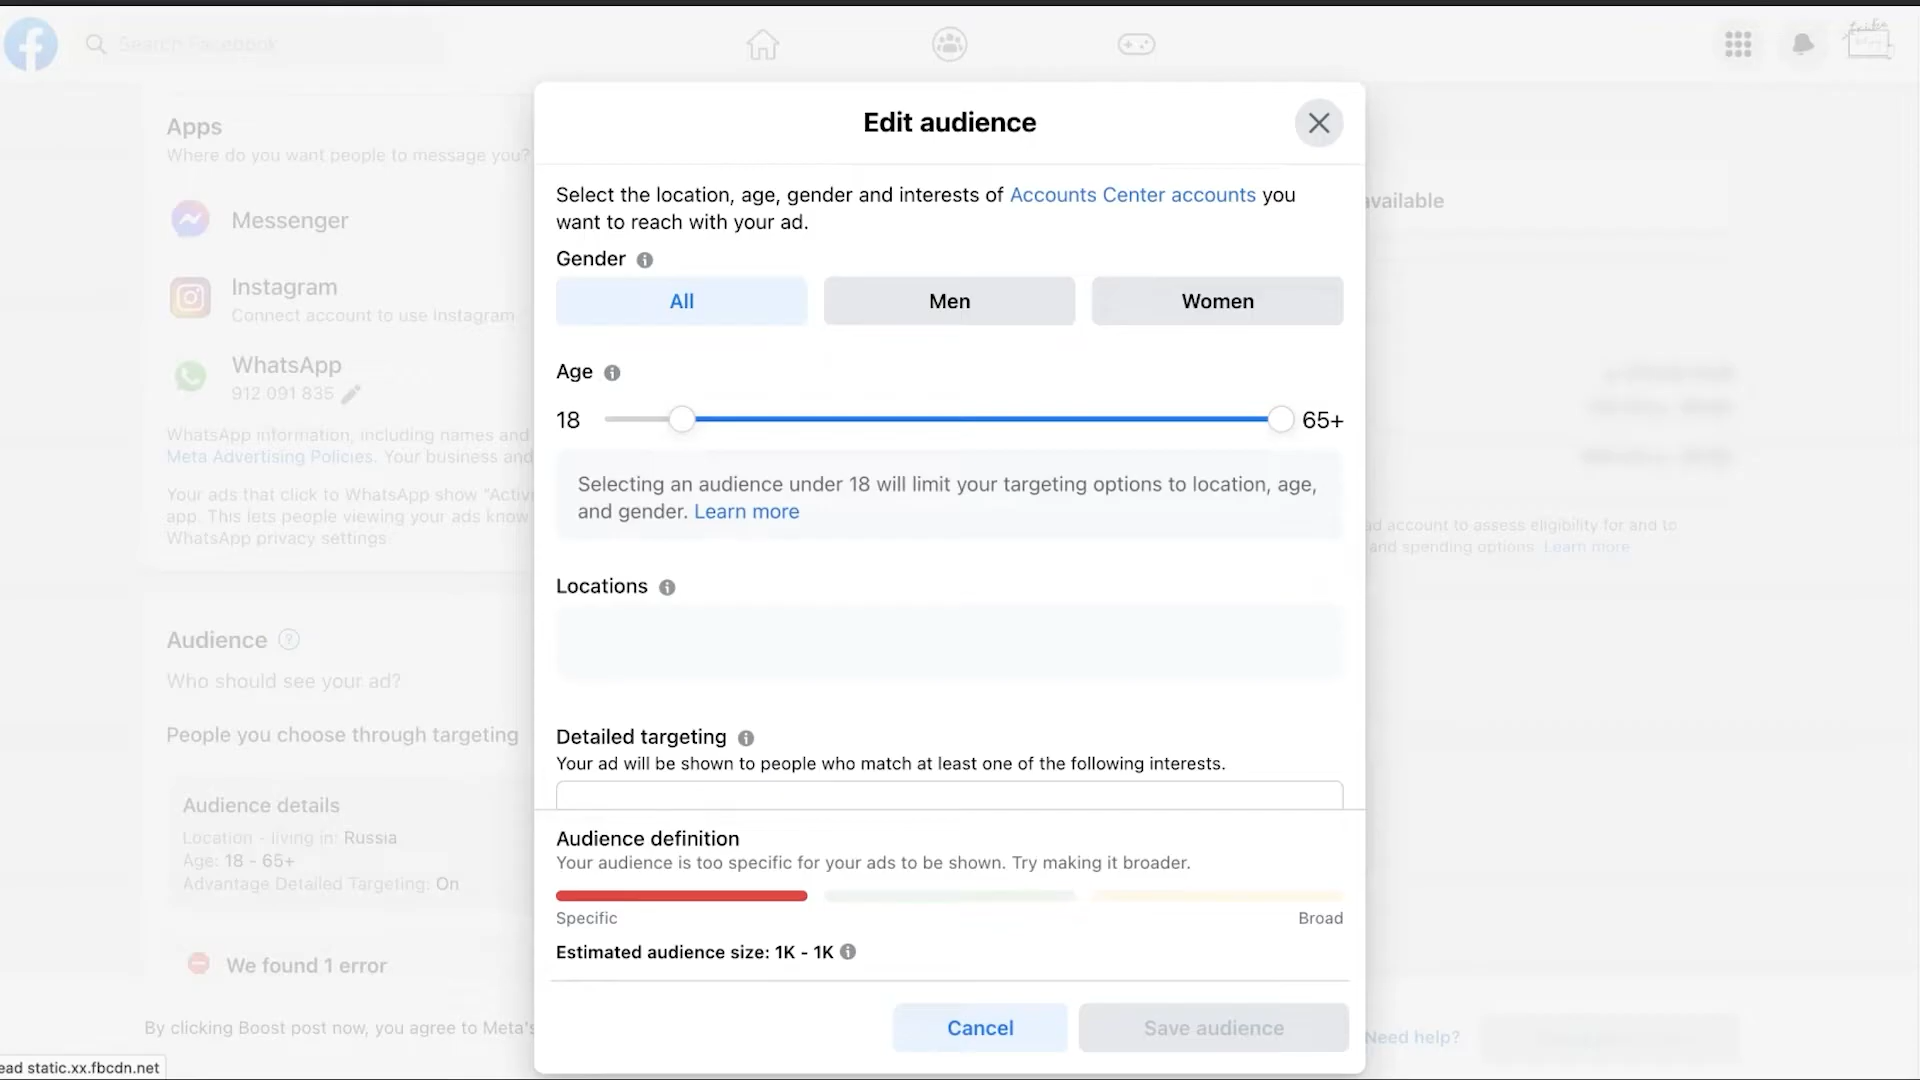 Search Facebook
Apps
Where do you want people to message you?
Messenger
Instagram
Connect account to use Instagram
WhatsApp
912 091 835
WhatsApp information, including names and
Meta Advertising Policies. Your business and
Your ads that click to WhatsApp show "Activ
app. This lets people viewing your ads know
WhatsApp privacy settings.
Audience
Who should see your ad?
People you choose through targeting
Audience details
Location - living in: Russia
Age: 18 - 65+
Advantage Detailed Targeting: On
We found 1 error
By clicking Boost post now, you agree to Meta's
ead static.xx.fbcdn.net
Edit audience
Select the location, age, gender and interests of Accounts Center accounts you
want to reach with your ad.
Gender
All
Men
Women
Age
18
65+
Selecting an audience under 18 will limit your targeting options to location, age,
and gender. Learn more
Locations
Detailed targeting
Your ad will be shown to people who match at least one of the following interests.
Audience definition
Your audience is too specific for your ads to be shown. Try making it broader.
Specific
Broad
Estimated audience size: 1K - 1K
Cancel
Save audience
available
ad account to assess eligibility for and to
and spending options. Learn more
Need help?